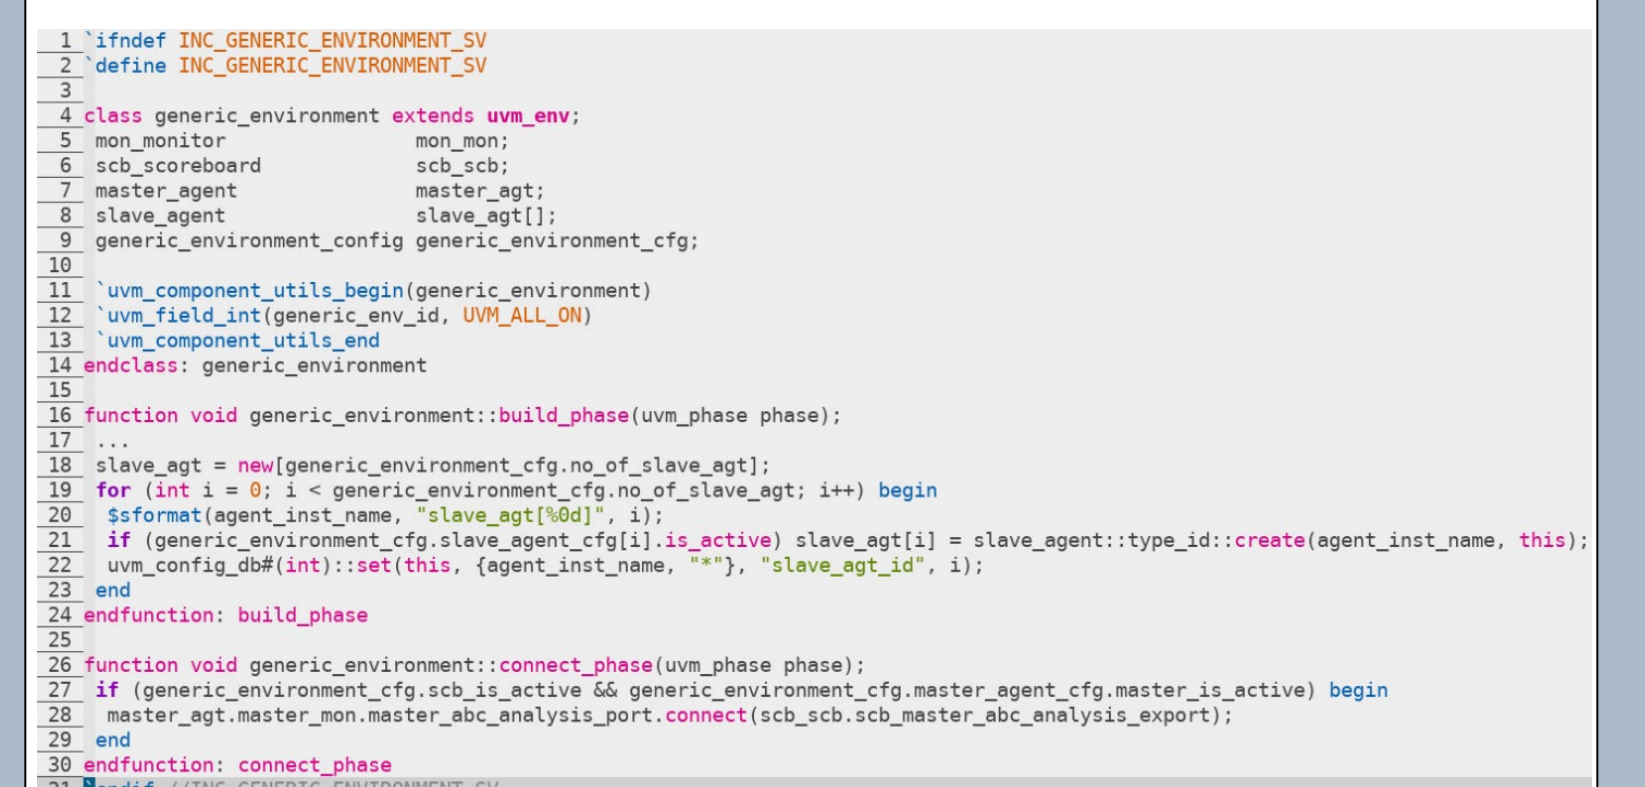 1 `ifndef INC_GENERIC_ENVIRONMENT_SV
2 `define INC_GENERIC_ENVIRONMENT_SV
3
4 class generic_environment extends uvm_env;
5 mon_monitor mon_mon;
6 scb_scoreboard scb_scb;
7 master_agent master_agt;
8 slave_agent slave_agt[];
9 generic_environment_config generic_environment_cfg;
10
11 `uvm_component_utils_begin(generic_environment)
12 `uvm_field_int(generic_env_id, UVM_ALL_ON)
13 `uvm_component_utils_end
14 endclass: generic_environment
15
16 function void generic_environment::build_phase(uvm_phase phase);
17 ...
18 slave_agt = new[generic_environment_cfg.no_of_slave_agt];
19 for (int i = 0; i < generic_environment_cfg.no_of_slave_agt; i++) begin
20 $sformat(agent_inst_name, "slave_agt[%0d]", i);
21 if (generic_environment_cfg.slave_agent_cfg[i].is_active) slave_agt[i] = slave_agent::type_id::create(agent_inst_name, this);
22 uvm_config_db#(int)::set(this, {agent_inst_name, "*"}, "slave_agt_id", i);
23 end
24 endfunction: build_phase
25
26 function void generic_environment::connect_phase(uvm_phase phase);
27 if (generic_environment_cfg.scb_is_active && generic_environment_cfg.master_agent_cfg.master_is_active) begin
28 master_agt.master_mon.master_abc_analysis_port.connect(scb_scb.scb_master_abc_analysis_export);
29 end
30 endfunction: connect_phase
31 `endif //INC_GENERIC_ENVIRONMENT_SV